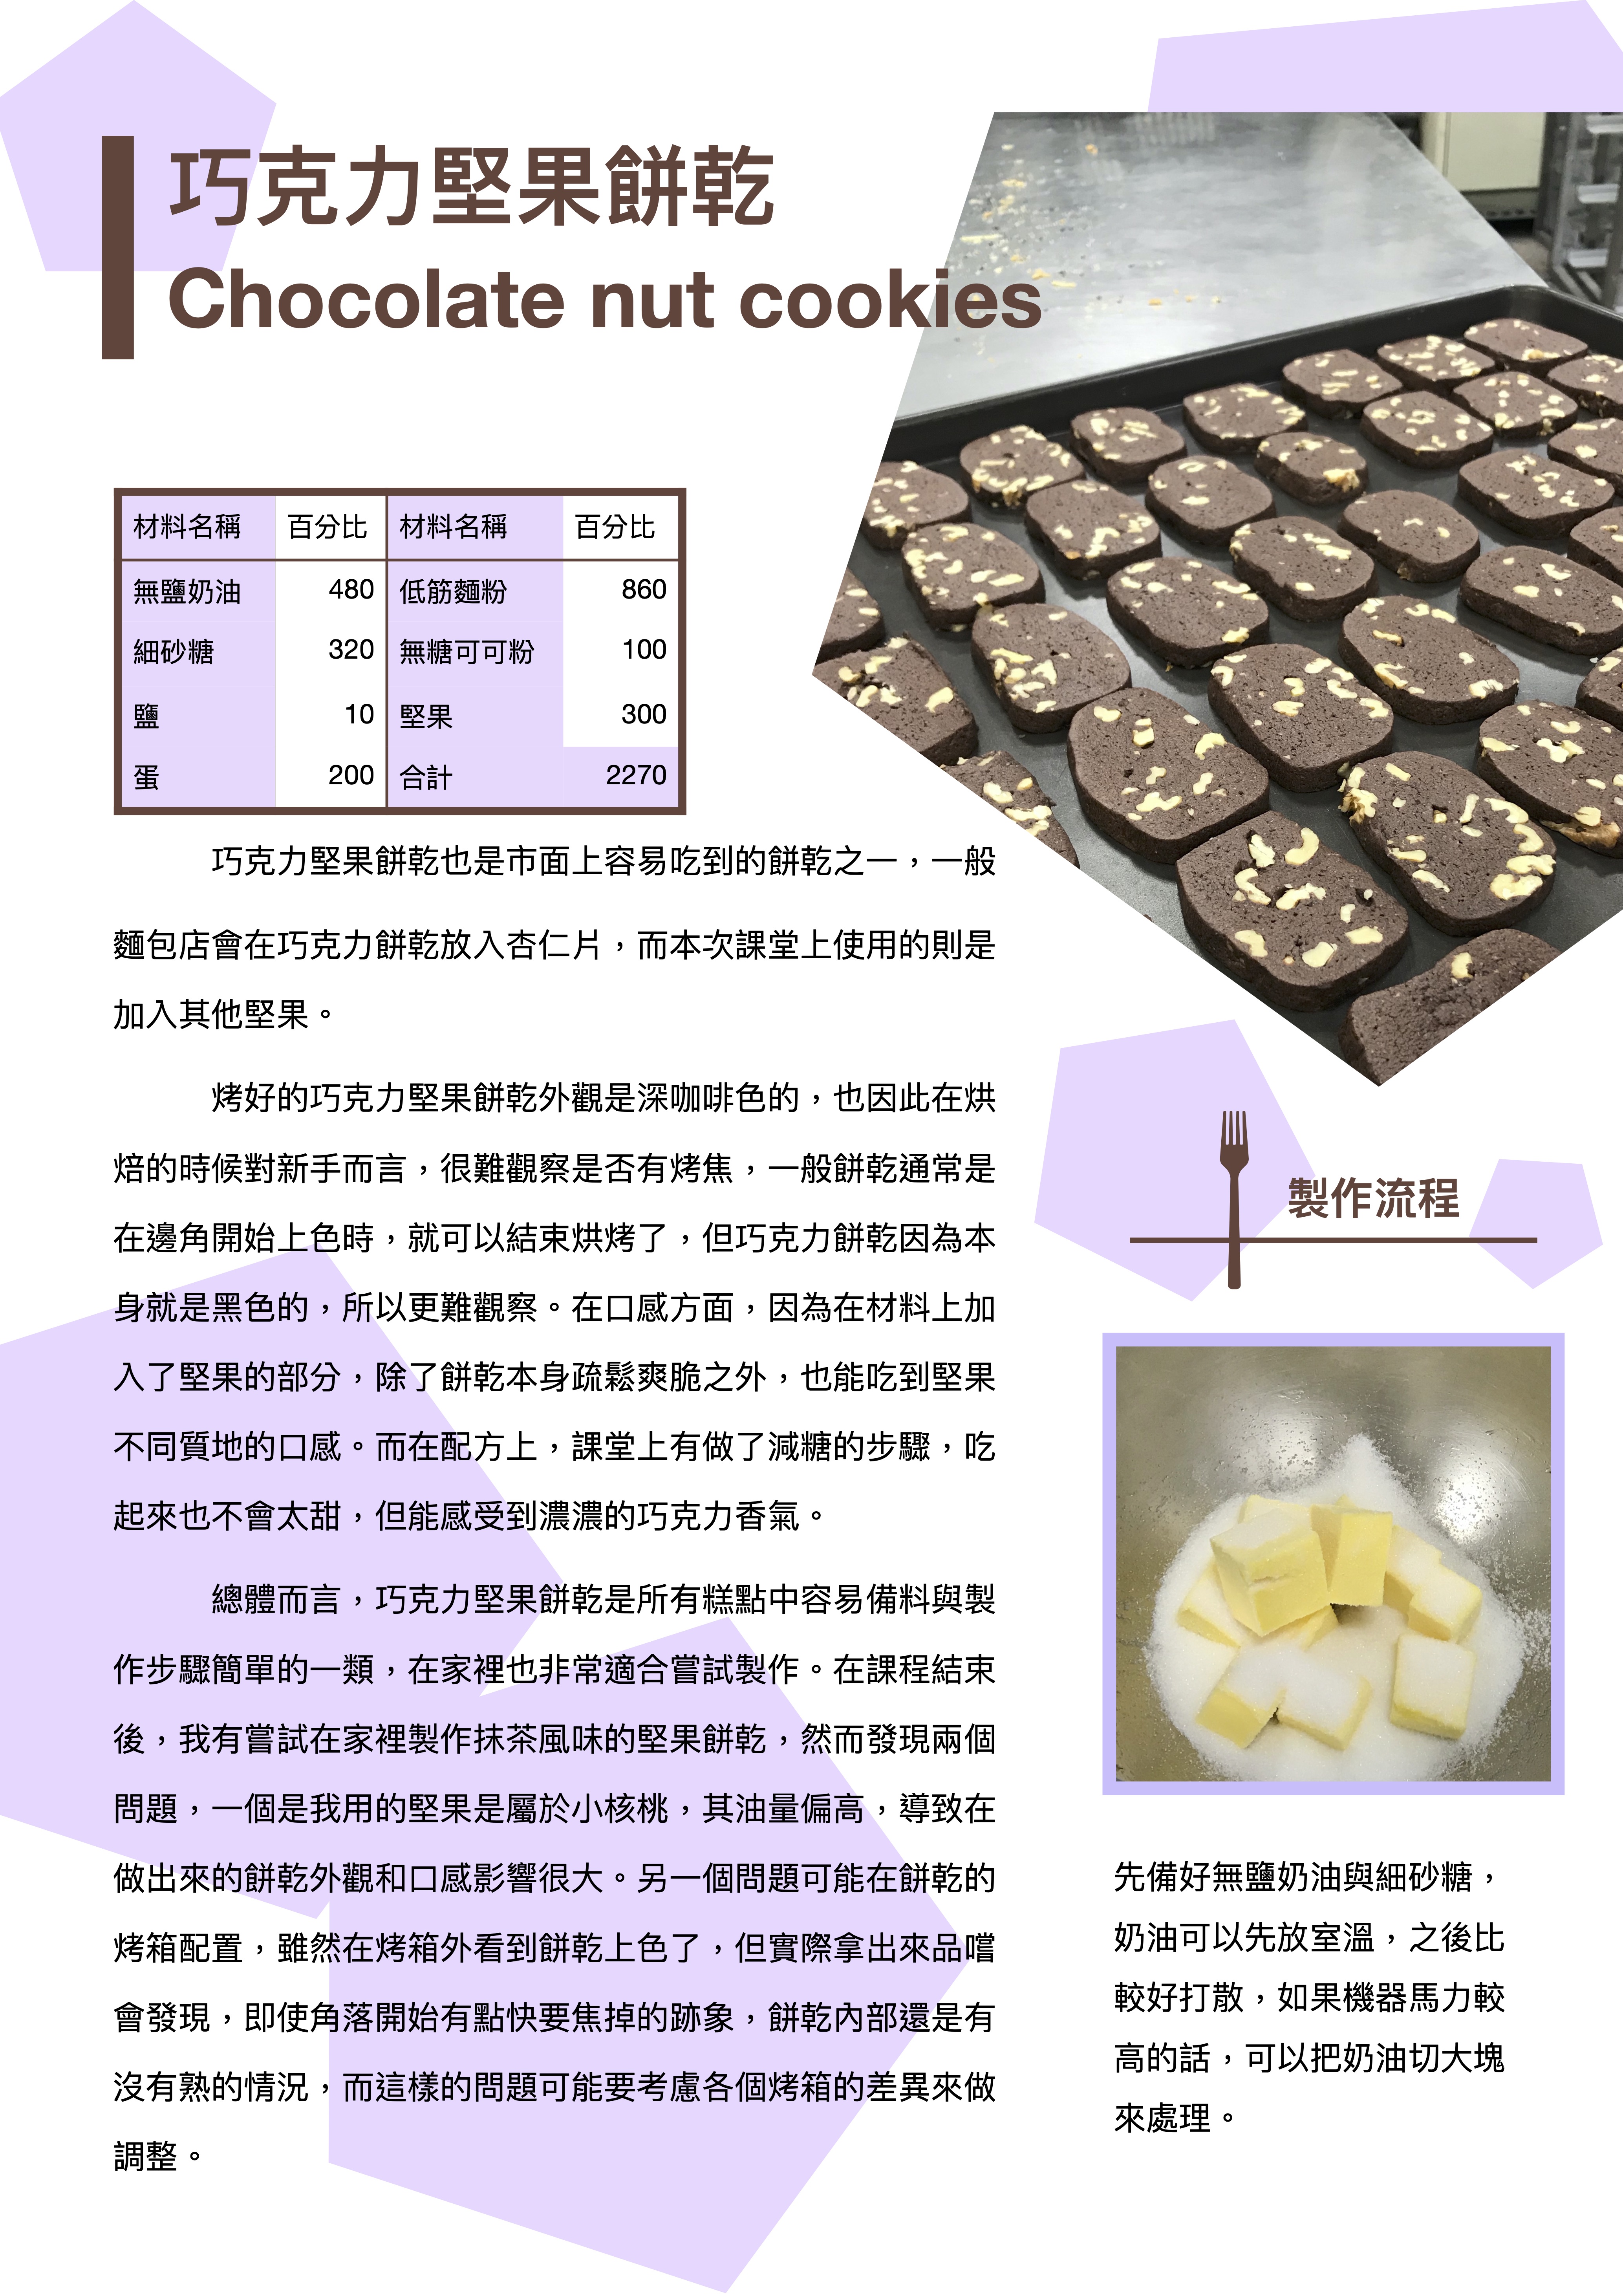 巧克力堅果餅乾
Chocolate nut cookies
材料名稱 百分比 材料名稱 百分比
無鹽奶油 480 低筋麵粉 860
細砂糖 320 無糖可可粉 100
鹽 10 堅果 300
蛋 200 合計 2270
巧克力堅果餅乾也是市面上容易吃到的餅乾之一，一般
麵包店會在巧克力餅乾放入杏仁片，而本次課堂上使用的則是
加入其他堅果。
烤好的巧克力堅果餅乾外觀是深咖啡色的，也因此在烘
焙的時候對新手而言，很難觀察是否有烤焦，一般餅乾通常是
在邊角開始上色時，就可以結束烘烤了，但巧克力餅乾因為本
身就是黑色的，所以更難觀察。在口感方面，因為在材料上加
入了堅果的部分，除了餅乾本身疏鬆爽脆之外，也能吃到堅果
不同質地的口感。而在配方上，課堂上有做了減糖的步驟，吃
起來也不會太甜，但能感受到濃濃的巧克力香氣。
總體而言，巧克力堅果餅乾是所有糕點中容易備料與製
作步驟簡單的一類，在家裡也非常適合嘗試製作。在課程結束
後，我有嘗試在家裡製作抹茶風味的堅果餅乾，然而發現兩個
問題，一個是我用的堅果是屬於小核桃，其油量偏高，導致在
做出來的餅乾外觀和口感影響很大。另一個問題可能在餅乾的
烤箱配置，雖然在烤箱外看到餅乾上色了，但實際拿出來品嚐
會發現，即使角落開始有點快要焦掉的跡象，餅乾內部還是有
沒有熟的情況，而這樣的問題可能要考慮各個烤箱的差異來做
調整。
製作流程
先備好無鹽奶油與細砂糖，
奶油可以先放室溫，之後比
較好打散，如果機器馬力較
高的話，可以把奶油切大塊
來處理。